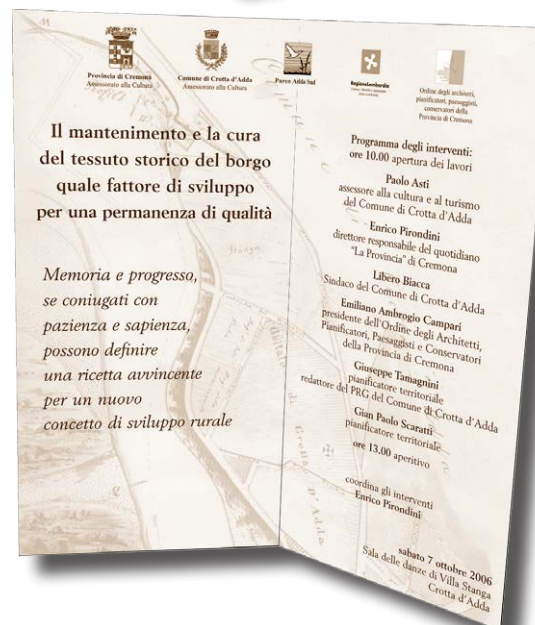 Provincia di Cremona
Assessorato alla Cultura
Comune di Crotta d'Adda
Assessorato alla Cultura
Parco Adda Sud
RegioneLombardia
Ordine degli architetti,
pianificatori, paesaggisti,
conservatori della
Provincia di Cremona
Il mantenimento e la cura
del tessuto storico del borgo
quale fattore di sviluppo
per una permanenza di qualità
Memoria e progresso,
se coniugati con
pazienza e sapienza,
possono definire
una ricetta avvincente
per un nuovo
concetto di sviluppo rurale
Programma degli interventi:
ore 10.00 apertura dei lavori
Paolo Asti
assessore alla cultura e al turismo
del Comune di Crotta d'Adda
Enrico Pirondini
direttore responsabile del quotidiano
"La Provincia" di Cremona
Libero Biacca
Sindaco del Comune di Crotta d'Adda
Emiliano Ambrogio Campari
presidente dell'Ordine degli Architetti,
Pianificatori, Paesaggisti e Conservatori
della Provincia di Cremona
Giuseppe Tamagnini
pianificatore territoriale
redattore del PRG del Comune di Crotta d'Adda
Gian Paolo Scaratti
pianificatore territoriale
ore 13.00 aperitivo
coordina gli interventi
Enrico Pirondini
sabato 7 ottobre 2006
Sala delle danze di Villa Stanga
Crotta d'Adda
Stanga
di Crotta D'Adda